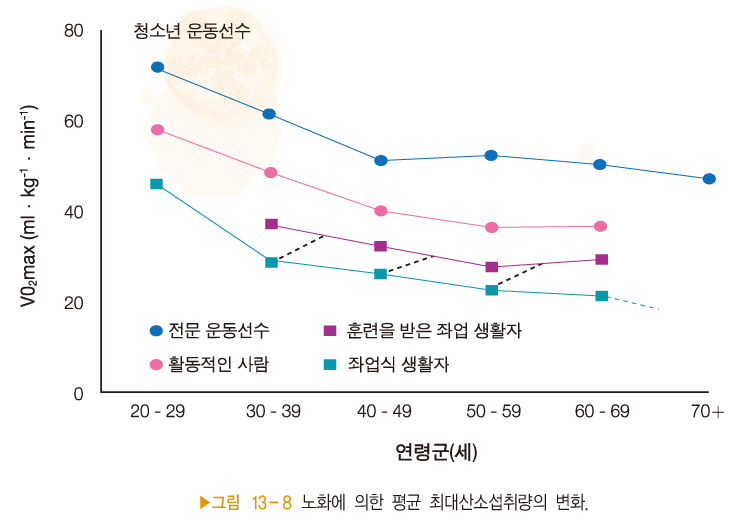 청소년 운동선수
80
60
40
20
0
VO₂max (ml · kg⁻¹ · min⁻¹)
전문 운동선수
훈련을 받은 좌업 생활자
활동적인 사람
좌업식 생활자
20 - 29
30 - 39
40 - 49
50 - 59
60 - 69
70+
연령군(세)
▶그림 13-8 노화에 의한 평균 최대산소섭취량의 변화.